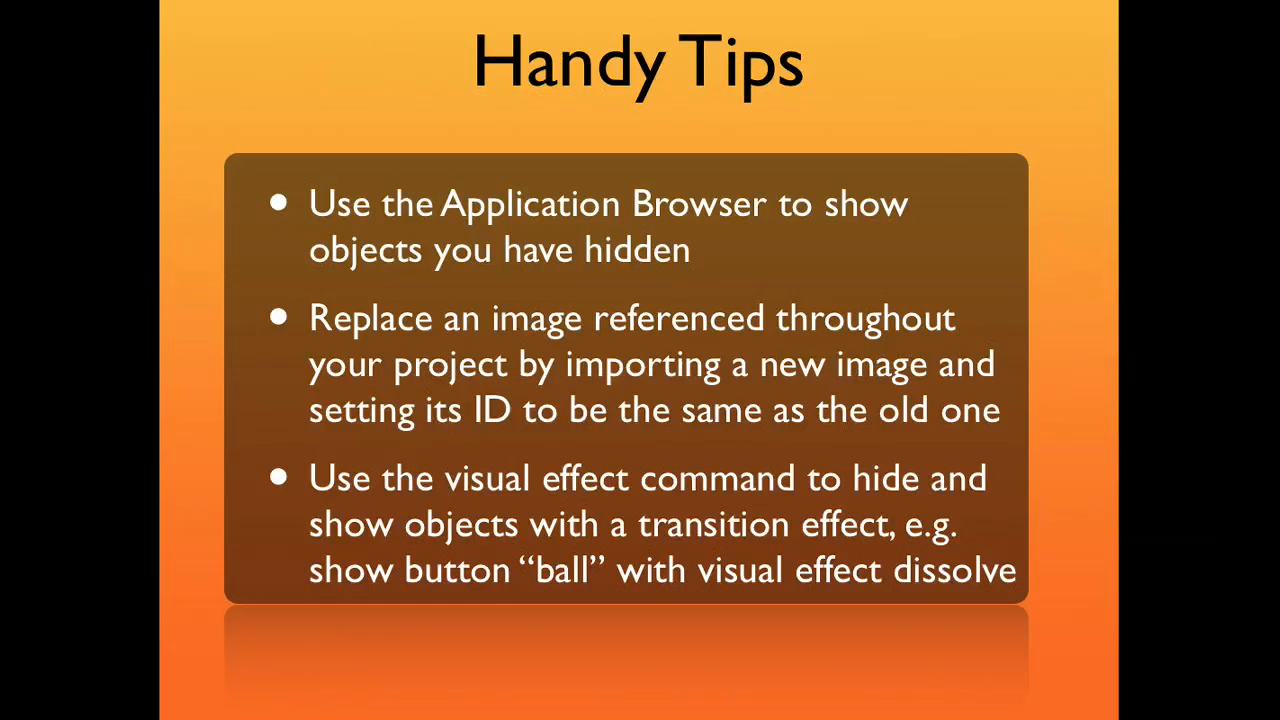 Handy Tips
• Use the Application Browser to show
objects you have hidden
• Replace an image referenced throughout
your project by importing a new image and
setting its ID to be the same as the old one
• Use the visual effect command to hide and
show objects with a transition effect, e.g.
show button “ball” with visual effect dissolve